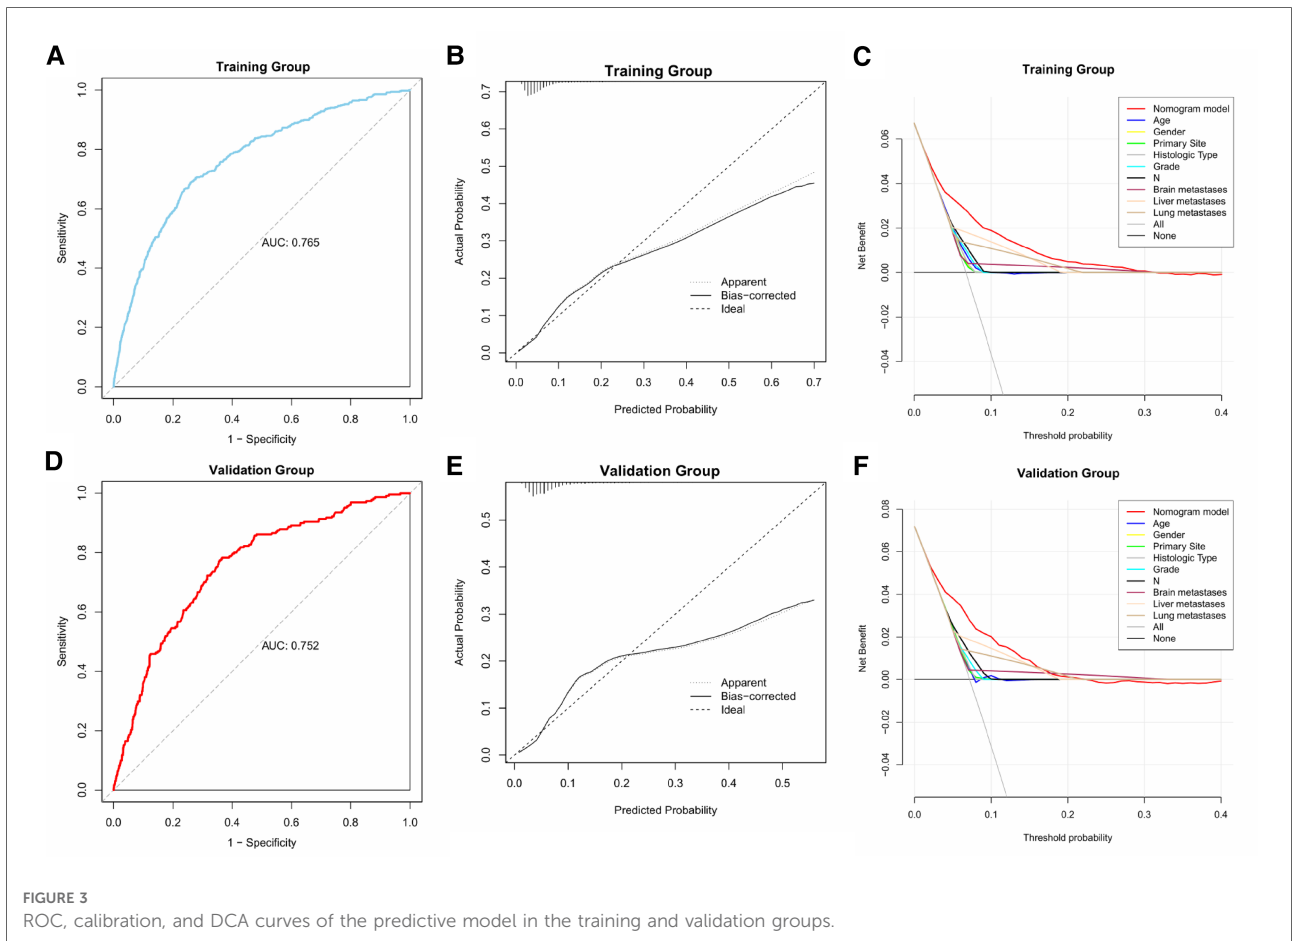 A
Training Group
1.0
0.8
0.6
0.4
0.2
0.0
Sensitivity
AUC: 0.765
0.0 0.2 0.4 0.6 0.8 1.0
1 − Specificity
B
Training Group
0.7
0.6
0.5
0.4
0.3
0.2
0.1
0.0
Actual Probability
Apparent
Bias−corrected
Ideal
0.0 0.1 0.2 0.3 0.4 0.5 0.6 0.7
Predicted Probability
C
Training Group
0.06
0.04
0.02
0.00
−0.02
−0.04
Net Benefit
Nomogram model
Age
Gender
Primary Site
Histologic Type
Grade
N
Brain metastases
Liver metastases
Lung metastases
All
None
0.0 0.1 0.2 0.3 0.4
Threshold probability
D
Validation Group
1.0
0.8
0.6
0.4
0.2
0.0
Sensitivity
AUC: 0.752
0.0 0.2 0.4 0.6 0.8 1.0
1 − Specificity
E
Validation Group
0.5
0.4
0.3
0.2
0.1
0.0
Actual Probability
Apparent
Bias−corrected
Ideal
0.0 0.1 0.2 0.3 0.4 0.5
Predicted Probability
F
Validation Group
0.08
0.06
0.04
0.02
0.00
−0.02
−0.04
Net Benefit
Nomogram model
Age
Gender
Primary Site
Histologic Type
Grade
N
Brain metastases
Liver metastases
Lung metastases
All
None
0.0 0.1 0.2 0.3 0.4
Threshold probability
FIGURE 3
ROC, calibration, and DCA curves of the predictive model in the training and validation groups.